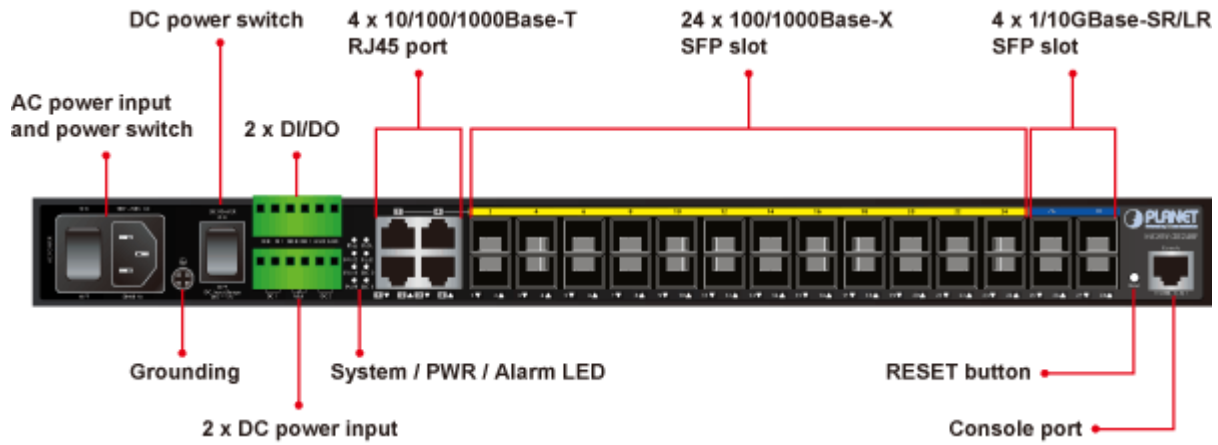 DC power switch
4 x 10/100/1000Base-T
RJ45 port
24 x 100/1000Base-X
SFP slot
4 x 1/10GBase-SR/LR
SFP slot
AC power input
and power switch
2 x DI/DO
PLANET
Grounding
System / PWR / Alarm LED
RESET button
2 x DC power input
Console port